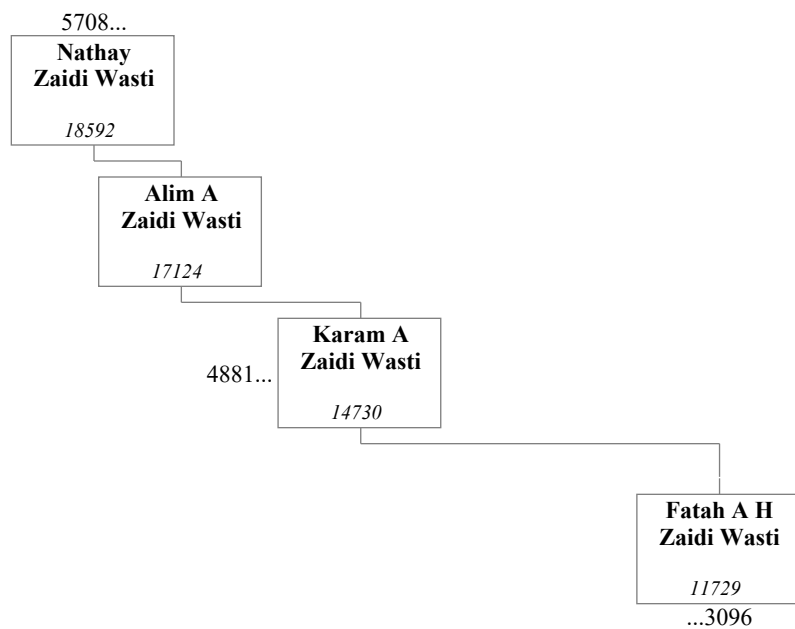 5708...
Nathay
Zaidi Wasti
18592
Alim A
Zaidi Wasti
17124
Karam A
Zaidi Wasti
4881...
14730
Fatah A H
Zaidi Wasti
11729
...3096